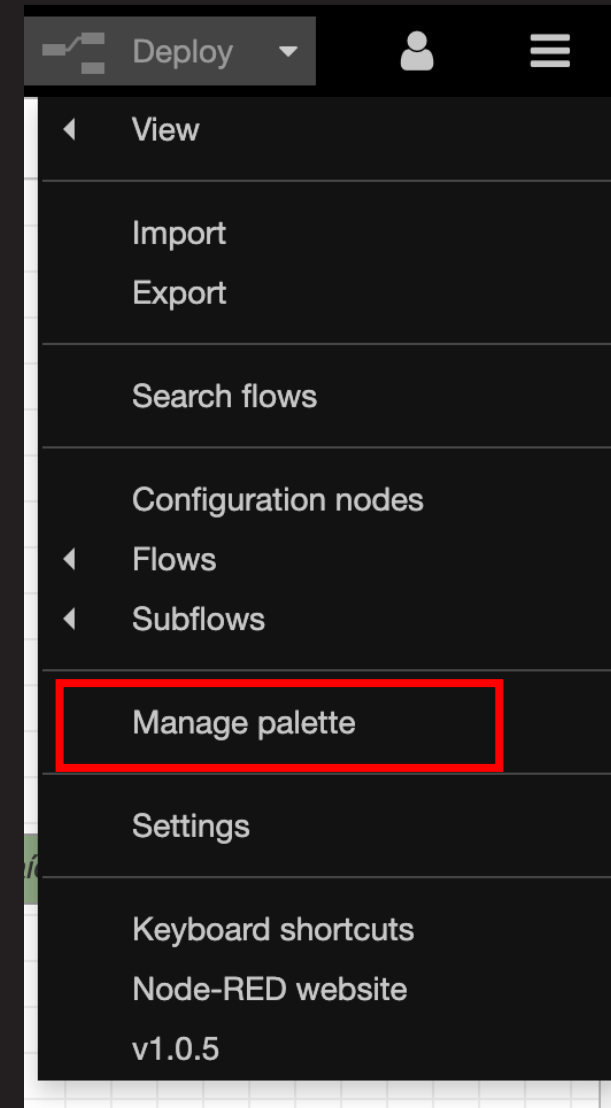 Deploy
View
Import
Export
Search flows
Configuration nodes
Flows
Subflows
Manage palette
Settings
Keyboard shortcuts
Node-RED website
v1.0.5